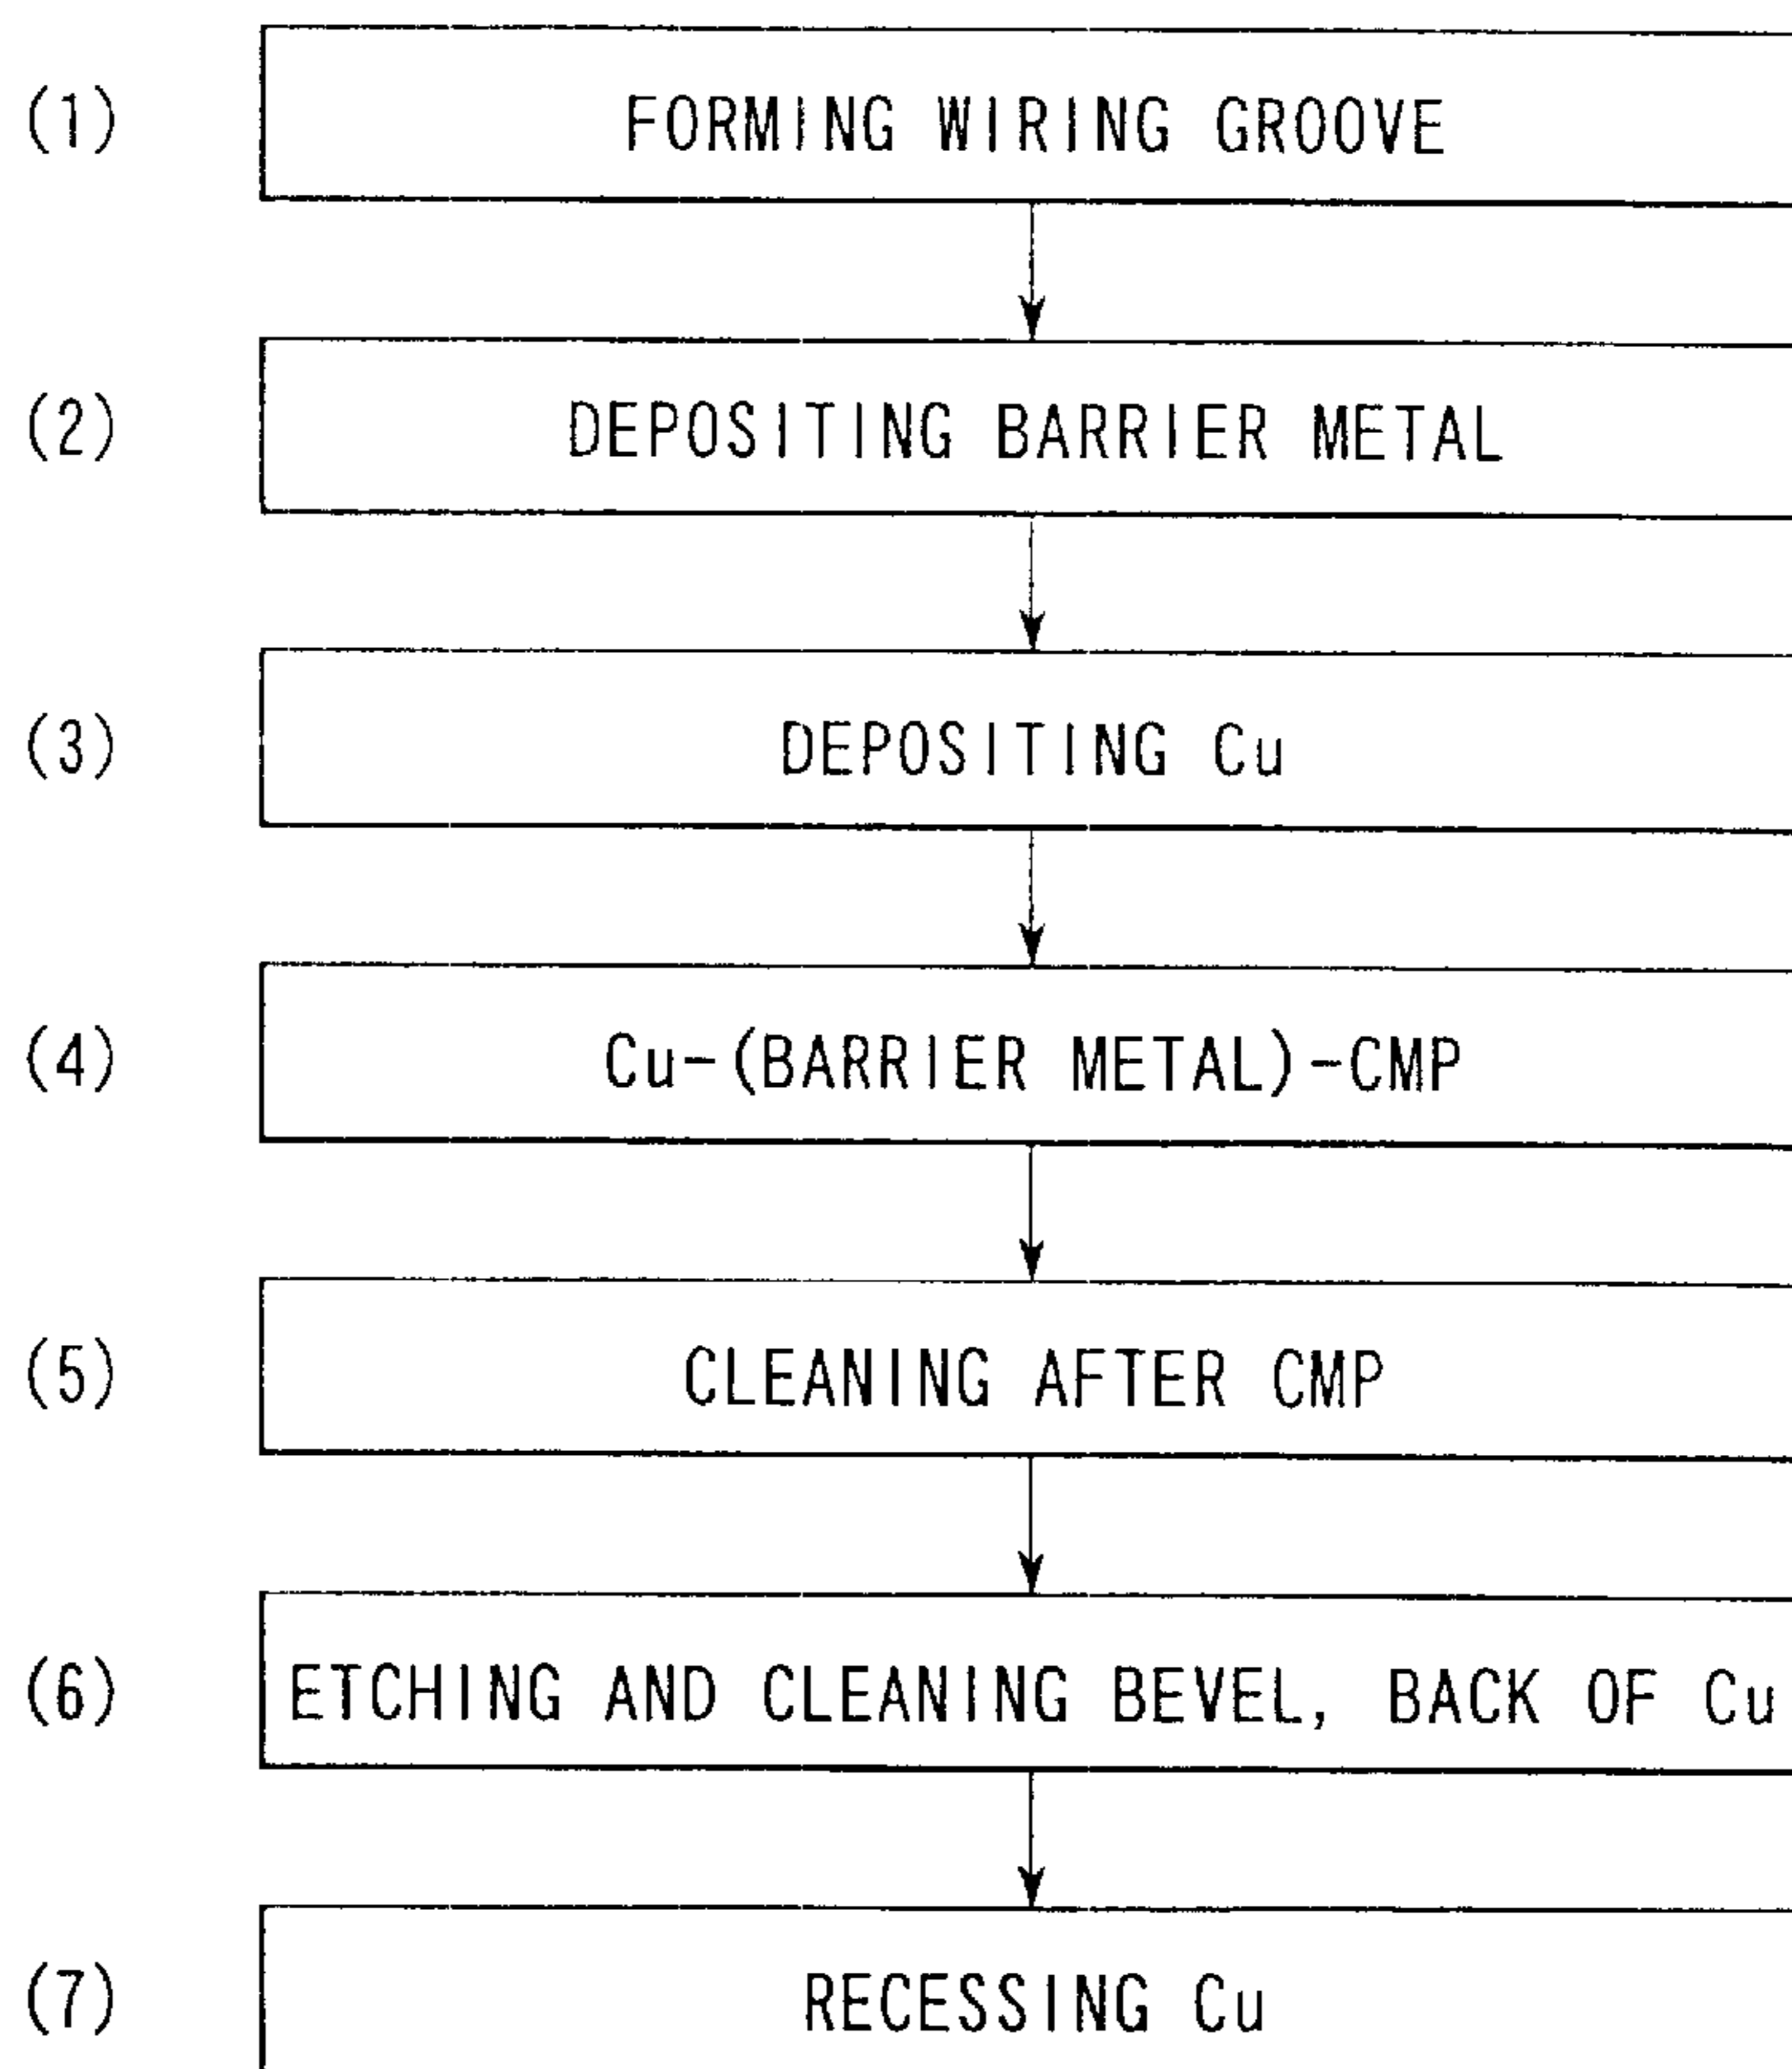 (1) FORMING WIRING GROOVE
(2) DEPOSITING BARRIER METAL
(3) DEPOSITING Cu
(4) Cu-(BARRIER METAL)-CMP
(5) CLEANING AFTER CMP
(6) ETCHING AND CLEANING BEVEL, BACK OF Cu
(7) RECESSING Cu